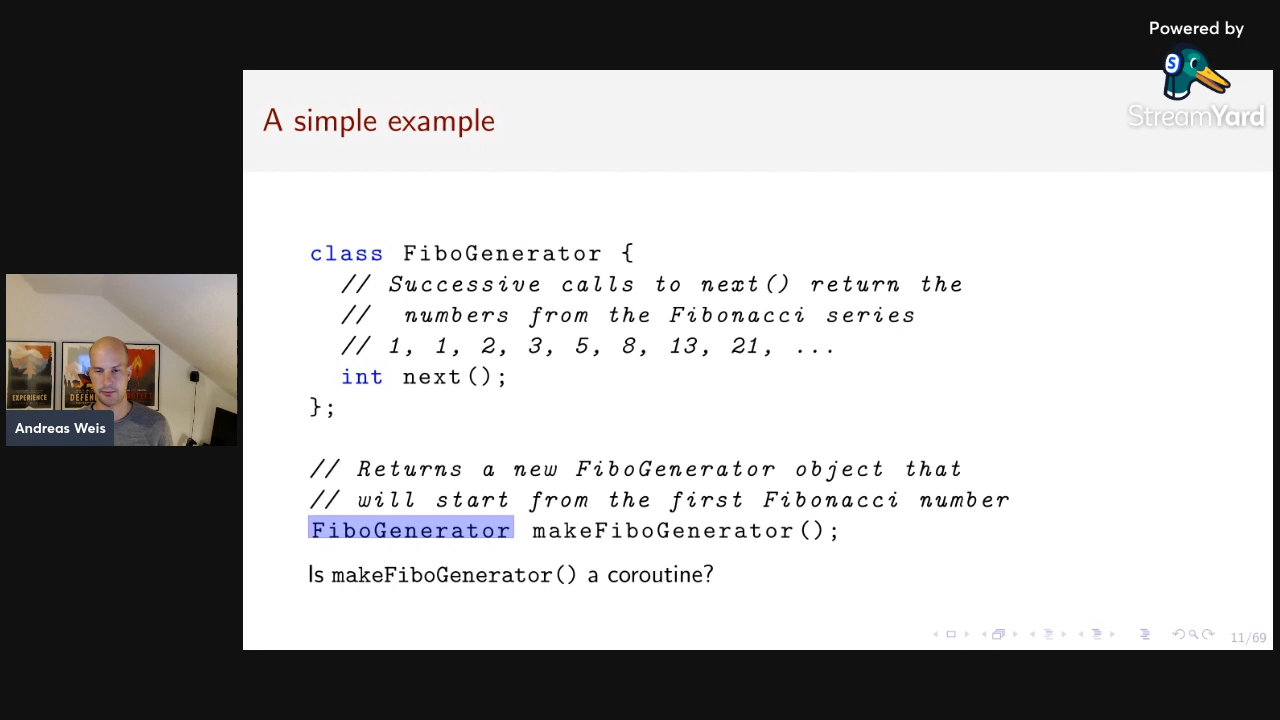 Powered by
StreamYard
A simple example
class FiboGenerator {
// Successive calls to next() return the
// numbers from the Fibonacci series
// 1, 1, 2, 3, 5, 8, 13, 21, ...
int next();
};
// Returns a new FiboGenerator object that
// will start from the first Fibonacci number
FiboGenerator makeFiboGenerator();
Is makeFiboGenerator() a coroutine?
11/69
EXPERIENCE
Andreas Weis